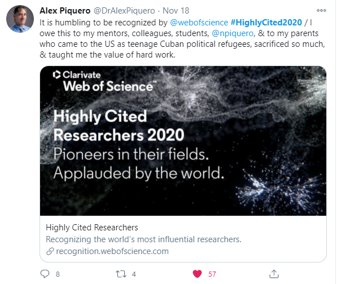 Alex Piquero @DrAlexPiquero · Nov 18
It is humbling to be recognized by @webofscience #HighlyCited2020 / I
owe this to my mentors, colleagues, students, @npiquero, & to my parents
who came to the US as teenage Cuban political refugees, sacrificed so much,
& taught me the value of hard work.
Clarivate
Web of Science™
Highly Cited
Researchers 2020
Pioneers in their fields.
Applauded by the world.
Highly Cited Researchers
Recognizing the world's most influential researchers.
recognition.webofscience.com
8 4 57